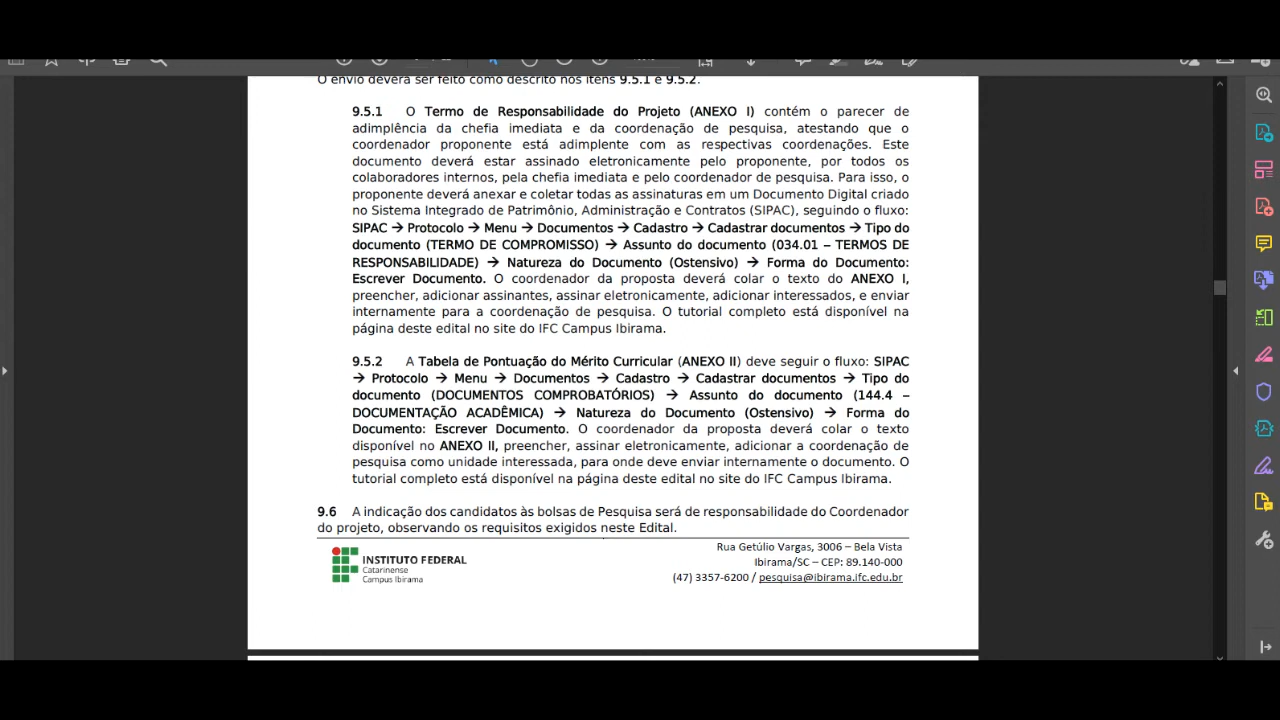 O envio deverá ser feito como descrito nos itens 9.5.1 e 9.5.2.
9.5.1 O Termo de Responsabilidade do Projeto (ANEXO I) contém o parecer de
adimplência da chefia imediata e da coordenação de pesquisa, atestando que o
coordenador proponente está adimplente com as respectivas coordenações. Este
documento deverá estar assinado eletronicamente pelo proponente, por todos os
colaboradores internos, pela chefia imediata e pelo coordenador de pesquisa. Para isso, o
proponente deverá anexar e coletar todas as assinaturas em um Documento Digital criado
no Sistema Integrado de Patrimônio, Administração e Contratos (SIPAC), seguindo o fluxo:
SIPAC → Protocolo → Menu → Documentos → Cadastro → Cadastrar documentos → Tipo do
documento (TERMO DE COMPROMISSO) → Assunto do documento (034.01 – TERMOS DE
RESPONSABILIDADE) → Natureza do Documento (Ostensivo) → Forma do Documento:
Escrever Documento. O coordenador da proposta deverá colar o texto do ANEXO I,
preencher, adicionar assinantes, assinar eletronicamente, adicionar interessados, e enviar
internamente para a coordenação de pesquisa. O tutorial completo está disponível na
página deste edital no site do IFC Campus Ibirama.
9.5.2 A Tabela de Pontuação do Mérito Curricular (ANEXO II) deve seguir o fluxo: SIPAC
→ Protocolo → Menu → Documentos → Cadastro → Cadastrar documentos → Tipo do
documento (DOCUMENTOS COMPROBATÓRIOS) → Assunto do documento (144.4 –
DOCUMENTAÇÃO ACADÊMICA) → Natureza do Documento (Ostensivo) → Forma do
Documento: Escrever Documento. O coordenador da proposta deverá colar o texto
disponível no ANEXO II, preencher, assinar eletronicamente, adicionar a coordenação de
pesquisa como unidade interessada, para onde deve enviar internamente o documento. O
tutorial completo está disponível na página deste edital no site do IFC Campus Ibirama.
9.6 A indicação dos candidatos às bolsas de Pesquisa será de responsabilidade do Coordenador
do projeto, observando os requisitos exigidos neste Edital.
INSTITUTO FEDERAL
Catarinense
Campus Ibirama
Rua Getúlio Vargas, 3006 – Bela Vista
Ibirama/SC – CEP: 89.140-000
(47) 3357-6200 / pesquisa@ibirama.ifc.edu.br